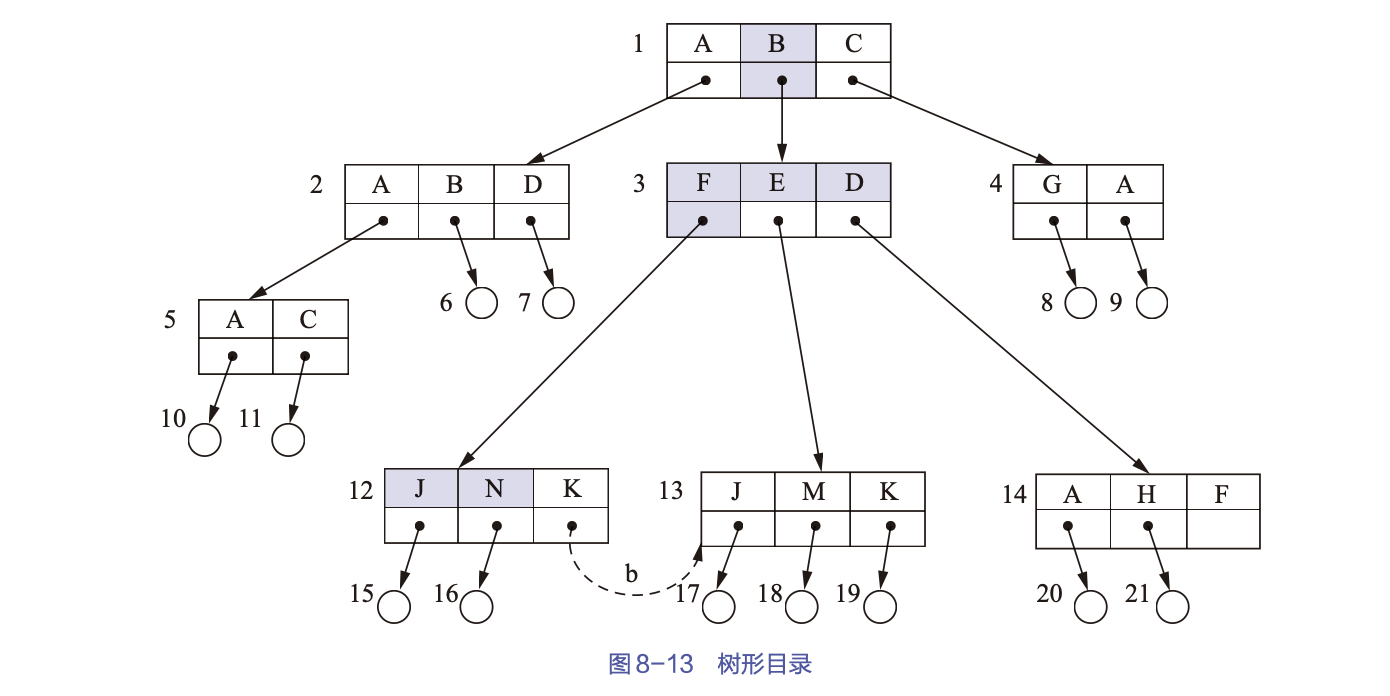 1 A B C
2 A B D 3 F E D 4 G A
6 7 8 9
5 A C
10 11
12 J N K 13 J M K 14 A H F
b
15 16 17 18 19 20 21
图8-13 树形目录